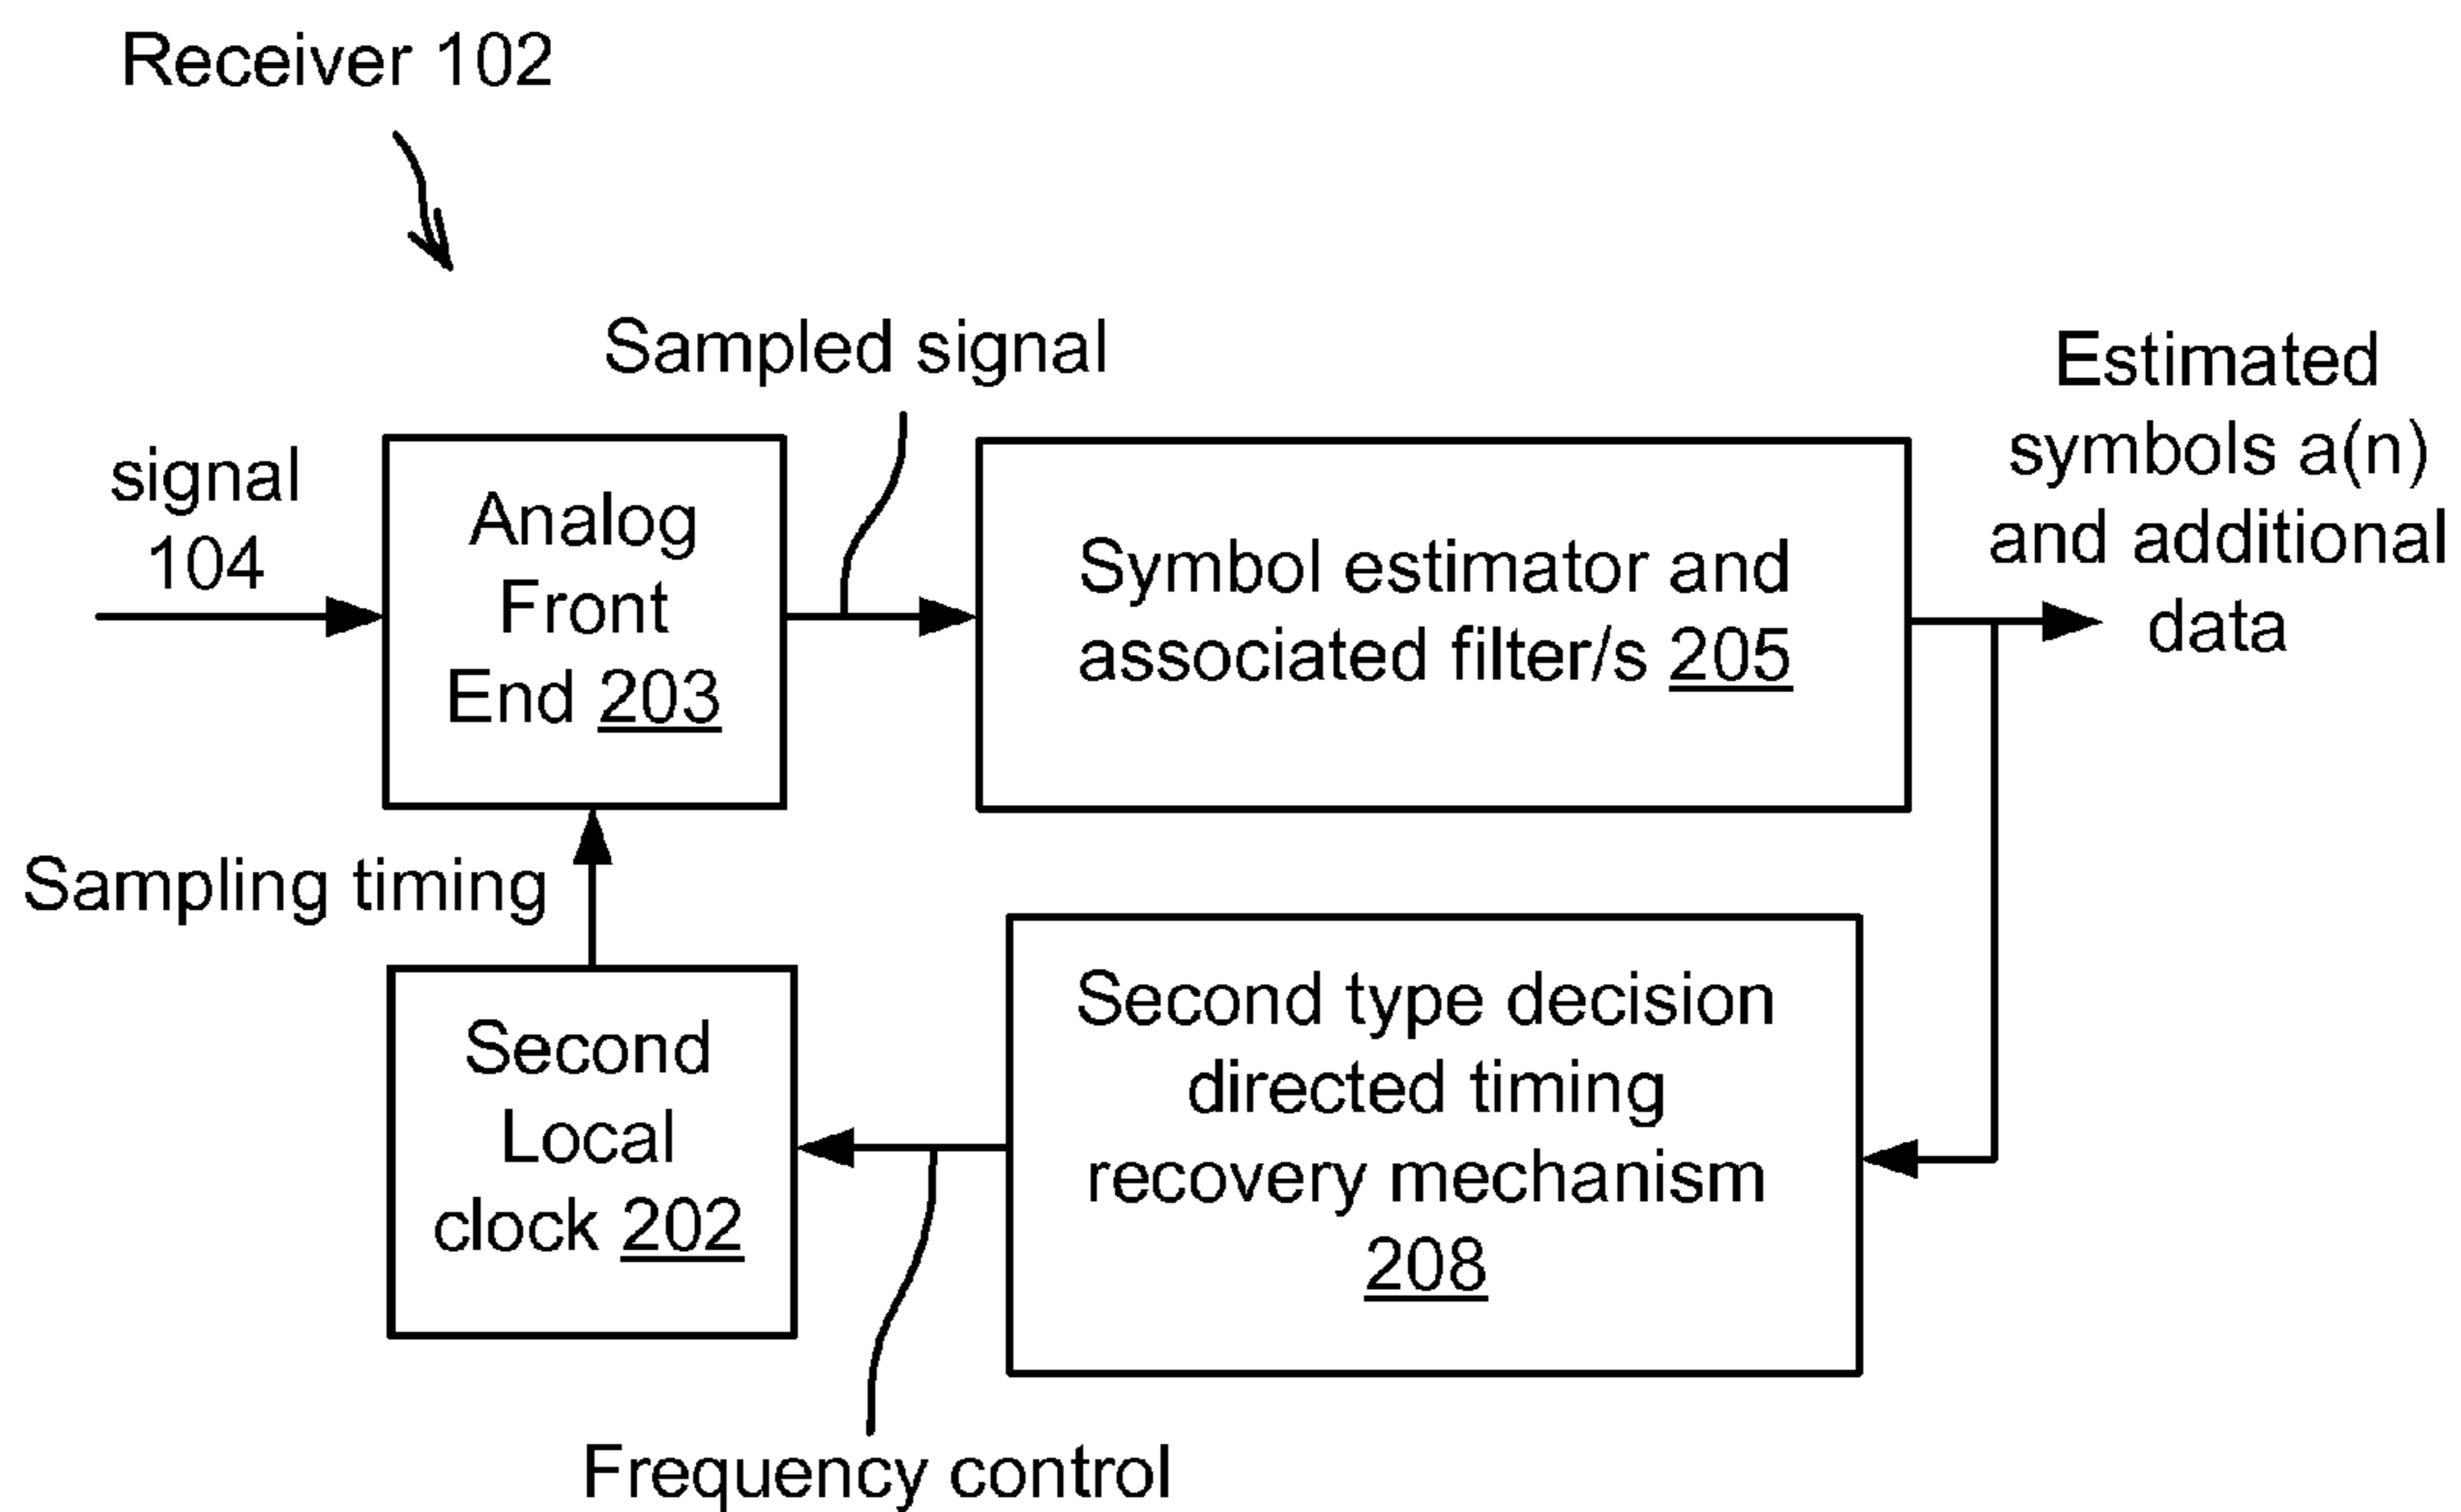 Receiver 102
Sampled signal
signal
104
Analog
Front
End 203
Symbol estimator and
associated filter/s 205
Estimated
symbols a(n)
and additional
data
Sampling timing
Second
Local
clock 202
Second type decision
directed timing
recovery mechanism
208
Frequency control